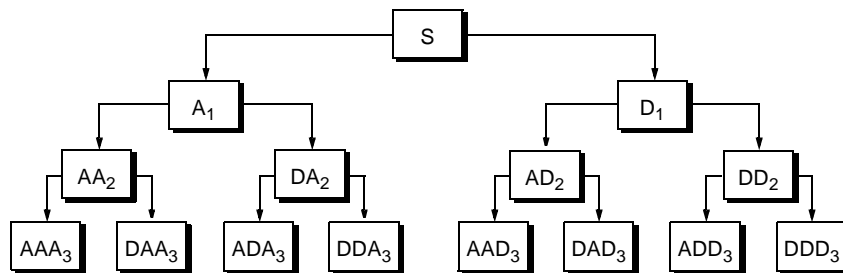 S
A₁ D₁
AA₂ DA₂ AD₂ DD₂
AAA₃ DAA₃ ADA₃ DDA₃ AAD₃ DAD₃ ADD₃ DDD₃